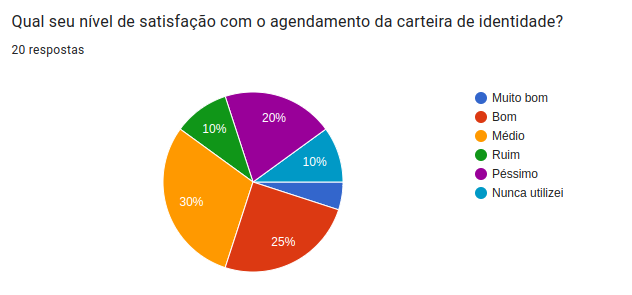 Qual seu nível de satisfação com o agendamento da carteira de identidade?
20 respostas
20%
10%
10%
30%
25%
Muito bom
Bom
Médio
Ruim
Péssimo
Nunca utilizei